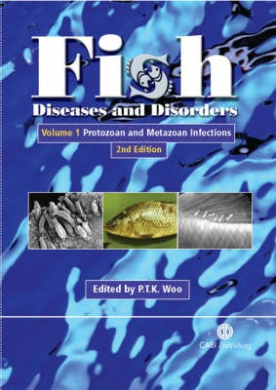 Fish
Diseases and Disorders
Volume 1 Protozoan and Metazoan Infections
2nd Edition
Edited by P.T.K. Woo
CABI Publishing